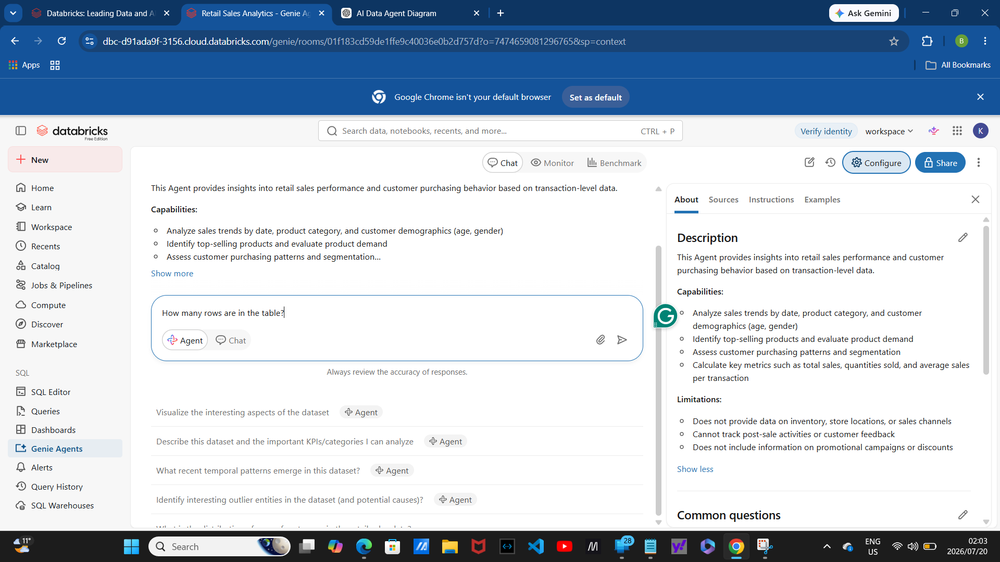 Databricks: Leading Data and A
Retail Sales Analytics - Genie Ag
AI Data Agent Diagram
Ask Gemini
dbc-d91ada9f-3156.cloud.databricks.com/genie/rooms/01f183cd59de1ffe9c40036e0b2d757d?o=7474659081296765&sp=context
B
Apps
All Bookmarks
Google Chrome isn't your default browser
Set as default
databricks
Free Edition
Search data, notebooks, recents, and more...
CTRL + P
Verify identity
workspace
K
New
Home
Learn
Workspace
Recents
Catalog
Jobs & Pipelines
Compute
Discover
Marketplace
SQL
SQL Editor
Queries
Dashboards
Genie Agents
Alerts
Query History
SQL Warehouses
Chat
Monitor
Benchmark
Configure
Share
This Agent provides insights into retail sales performance and customer purchasing behavior based on transaction-level data.
Capabilities:
Analyze sales trends by date, product category, and customer demographics (age, gender)
Identify top-selling products and evaluate product demand
Assess customer purchasing patterns and segmentation...
Show more
How many rows are in the table?
Agent
Chat
Always review the accuracy of responses.
Visualize the interesting aspects of the dataset
Agent
Describe this dataset and the important KPIs/categories I can analyze
Agent
What recent temporal patterns emerge in this dataset?
Agent
Identify interesting outlier entities in the dataset (and potential causes)?
Agent
About
Sources
Instructions
Examples
Description
This Agent provides insights into retail sales performance and customer
purchasing behavior based on transaction-level data.
Capabilities:
Analyze sales trends by date, product category, and customer
demographics (age, gender)
Identify top-selling products and evaluate product demand
Assess customer purchasing patterns and segmentation
Calculate key metrics such as total sales, quantities sold, and average sales
per transaction
Limitations:
Does not provide data on inventory, store locations, or sales channels
Cannot track post-sale activities or customer feedback
Does not include information on promotional campaigns or discounts
Show less
Common questions
11°
Search
28
ENG
US
02:03
2026/07/20